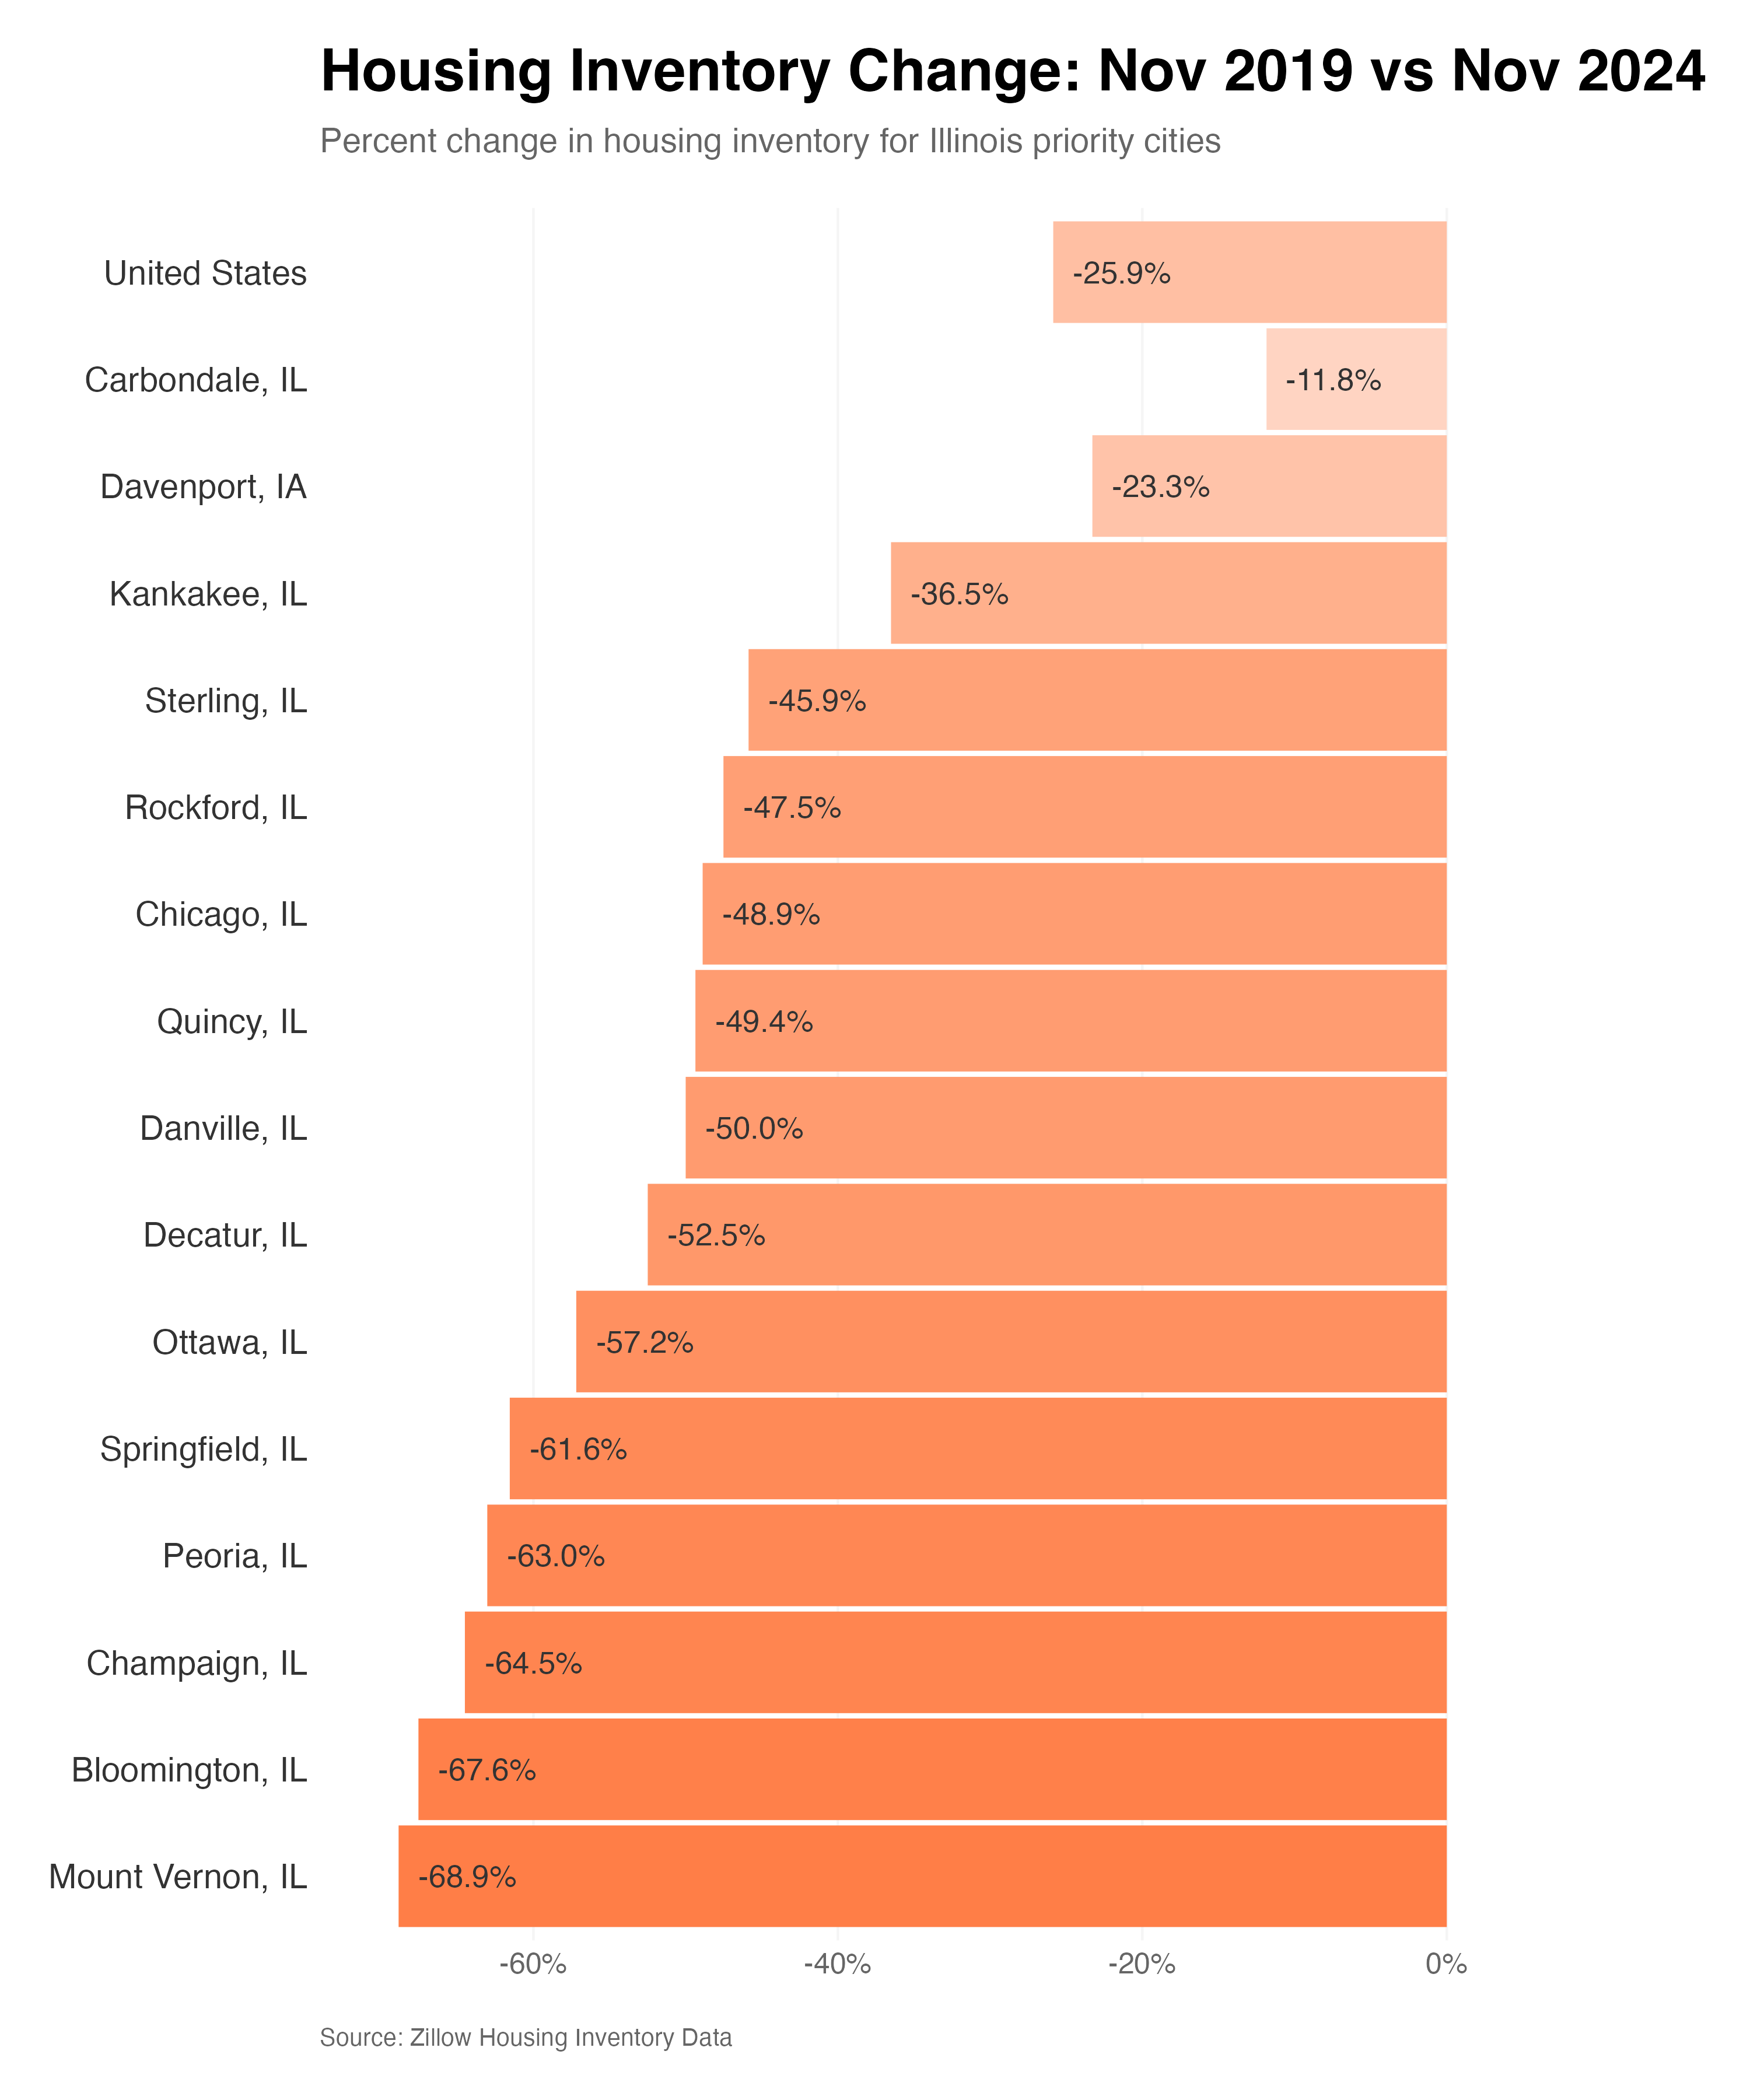 Housing Inventory Change: Nov 2019 vs Nov 2024
Percent change in housing inventory for Illinois priority cities
United States -25.9%
Carbondale, IL -11.8%
Davenport, IA -23.3%
Kankakee, IL -36.5%
Sterling, IL -45.9%
Rockford, IL -47.5%
Chicago, IL -48.9%
Quincy, IL -49.4%
Danville, IL -50.0%
Decatur, IL -52.5%
Ottawa, IL -57.2%
Springfield, IL -61.6%
Peoria, IL -63.0%
Champaign, IL -64.5%
Bloomington, IL -67.6%
Mount Vernon, IL -68.9%
-60% -40% -20% 0%
Source: Zillow Housing Inventory Data